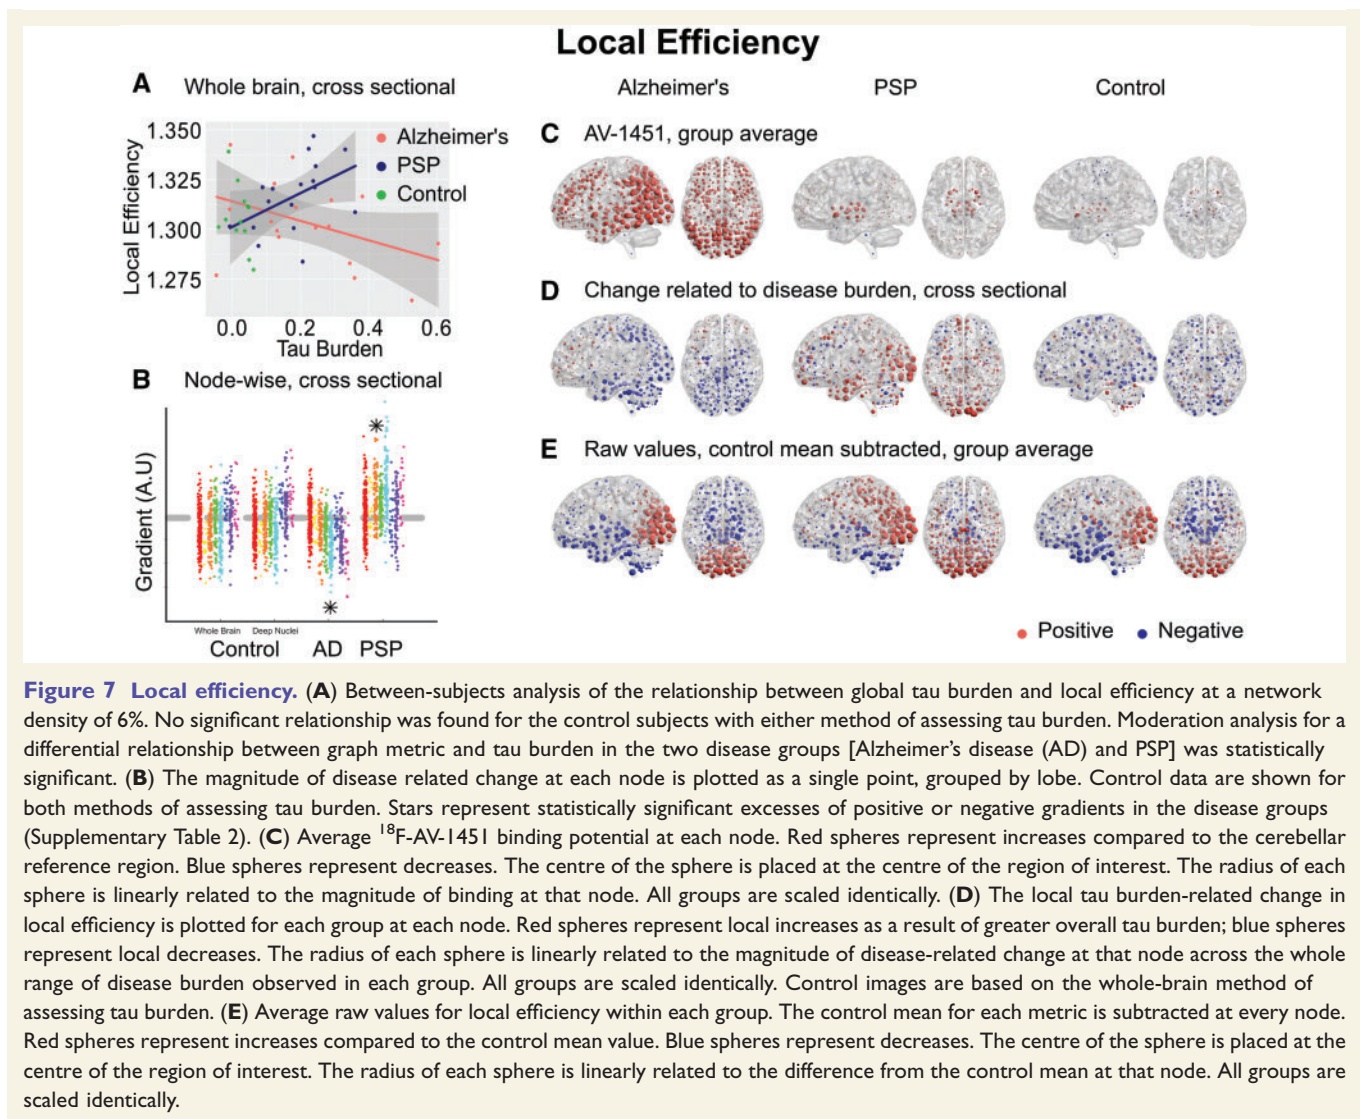 Local Efficiency
A Whole brain, cross sectional
Local Efficiency
1.350
1.325
1.300
1.275
Alzheimer's
PSP
Control
0.0 0.2 0.4 0.6
Tau Burden
B Node-wise, cross sectional
Gradient (A.U)
*
*
Whole Brain Deep Nuclei
Control AD PSP
Alzheimer's PSP Control
C AV-1451, group average
D Change related to disease burden, cross sectional
E Raw values, control mean subtracted, group average
Positive Negative
Figure 7 Local efficiency. (A) Between-subjects analysis of the relationship between global tau burden and local efficiency at a network
density of 6%. No significant relationship was found for the control subjects with either method of assessing tau burden. Moderation analysis for a
differential relationship between graph metric and tau burden in the two disease groups [Alzheimer's disease (AD) and PSP] was statistically
significant. (B) The magnitude of disease related change at each node is plotted as a single point, grouped by lobe. Control data are shown for
both methods of assessing tau burden. Stars represent statistically significant excesses of positive or negative gradients in the disease groups
(Supplementary Table 2). (C) Average ¹⁸F-AV-1451 binding potential at each node. Red spheres represent increases compared to the cerebellar
reference region. Blue spheres represent decreases. The centre of the sphere is placed at the centre of the region of interest. The radius of each
sphere is linearly related to the magnitude of binding at that node. All groups are scaled identically. (D) The local tau burden-related change in
local efficiency is plotted for each group at each node. Red spheres represent local increases as a result of greater overall tau burden; blue spheres
represent local decreases. The radius of each sphere is linearly related to the magnitude of disease-related change at that node across the whole
range of disease burden observed in each group. All groups are scaled identically. Control images are based on the whole-brain method of
assessing tau burden. (E) Average raw values for local efficiency within each group. The control mean for each metric is subtracted at every node.
Red spheres represent increases compared to the control mean value. Blue spheres represent decreases. The centre of the sphere is placed at the
centre of the region of interest. The radius of each sphere is linearly related to the difference from the control mean at that node. All groups are
scaled identically.